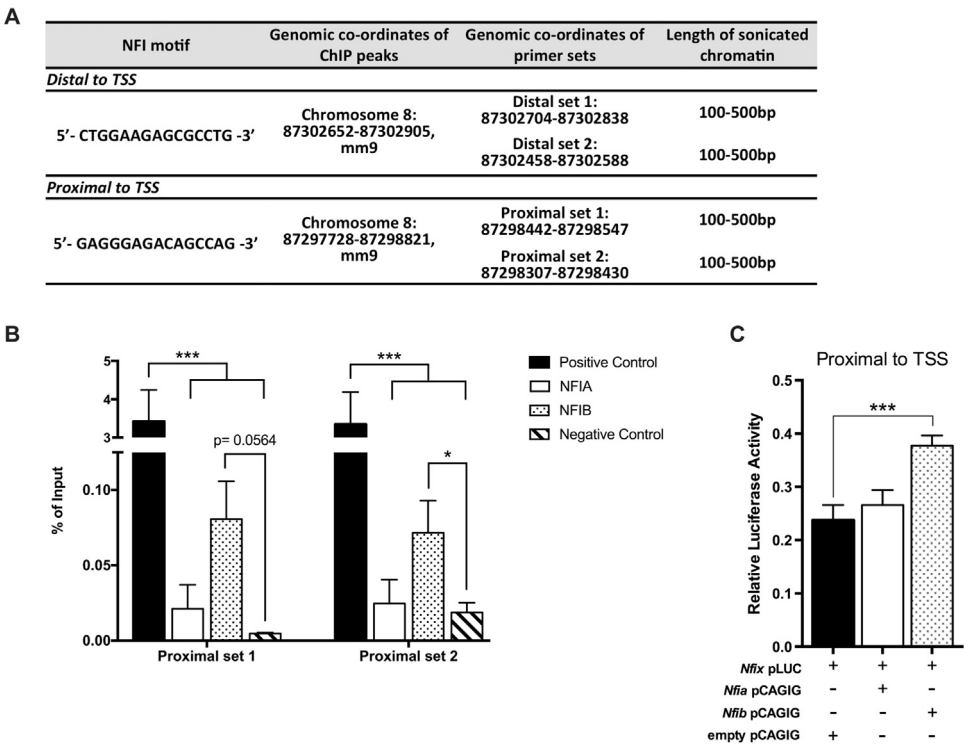 A
NFI motif
Genomic co-ordinates of ChIP peaks
Genomic co-ordinates of primer sets
Length of sonicated chromatin
Distal to TSS
5’- CTGGAAGAGCGCCTG -3’
Chromosome 8:
87302652-87302905,
mm9
Distal set 1:
87302704-87302838
100-500bp
Distal set 2:
87302458-87302588
100-500bp
Proximal to TSS
5’- GAGGGAGACAGCCAG -3’
Chromosome 8:
87297728-87298821,
mm9
Proximal set 1:
87298442-87298547
100-500bp
Proximal set 2:
87298307-87298430
100-500bp
B
% of Input
5
4
3
0.10
0.05
0.00
***
p= 0.0564
***
*
Proximal set 1
Proximal set 2
Positive Control
NFIA
NFIB
Negative Control
C
Proximal to TSS
Relative Luciferase Activity
0.5
0.4
0.3
0.2
0.1
0.0
***
Nfix pLUC + + +
Nfia pCAGIG - + -
Nfib pCAGIG - - +
empty pCAGIG + - -